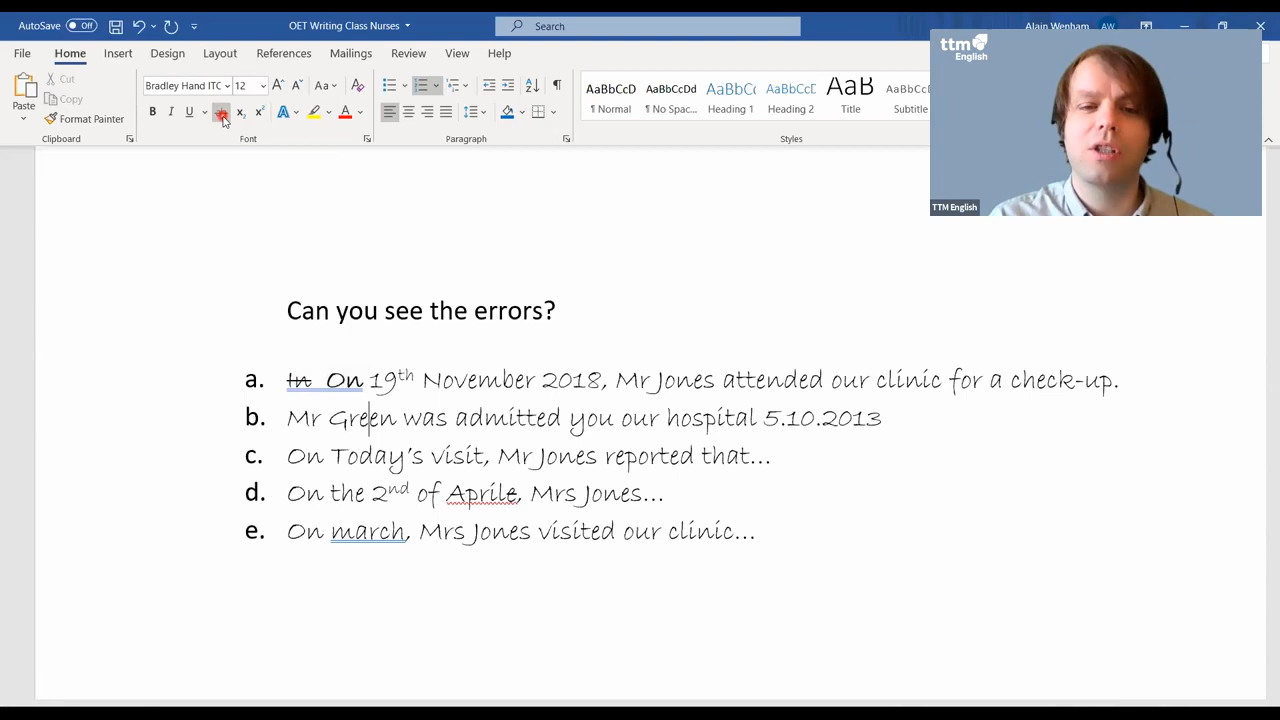 AutoSave Off OET Writing Class Nurses Search Alain Wenham AW
File Home Insert Design Layout References Mailings Review View Help
ttm
English
Cut
Copy
Format Painter
Paste
Bradley Hand ITC 12
Aa
B I U
AaBbCcD AaBbCcDd AaBbCc AaBbCcD AaB AaBbCcD
¶ Normal ¶ No Spac... Heading 1 Heading 2 Title Subtitle
Clipboard Font Paragraph Styles
TTM English
Can you see the errors?
a. In On 19th November 2018, Mr Jones attended our clinic for a check-up.
b. Mr Green was admitted you our hospital 5.10.2013
c. On Today's visit, Mr Jones reported that...
d. On the 2nd of Aprile, Mrs Jones...
e. On march, Mrs Jones visited our clinic...